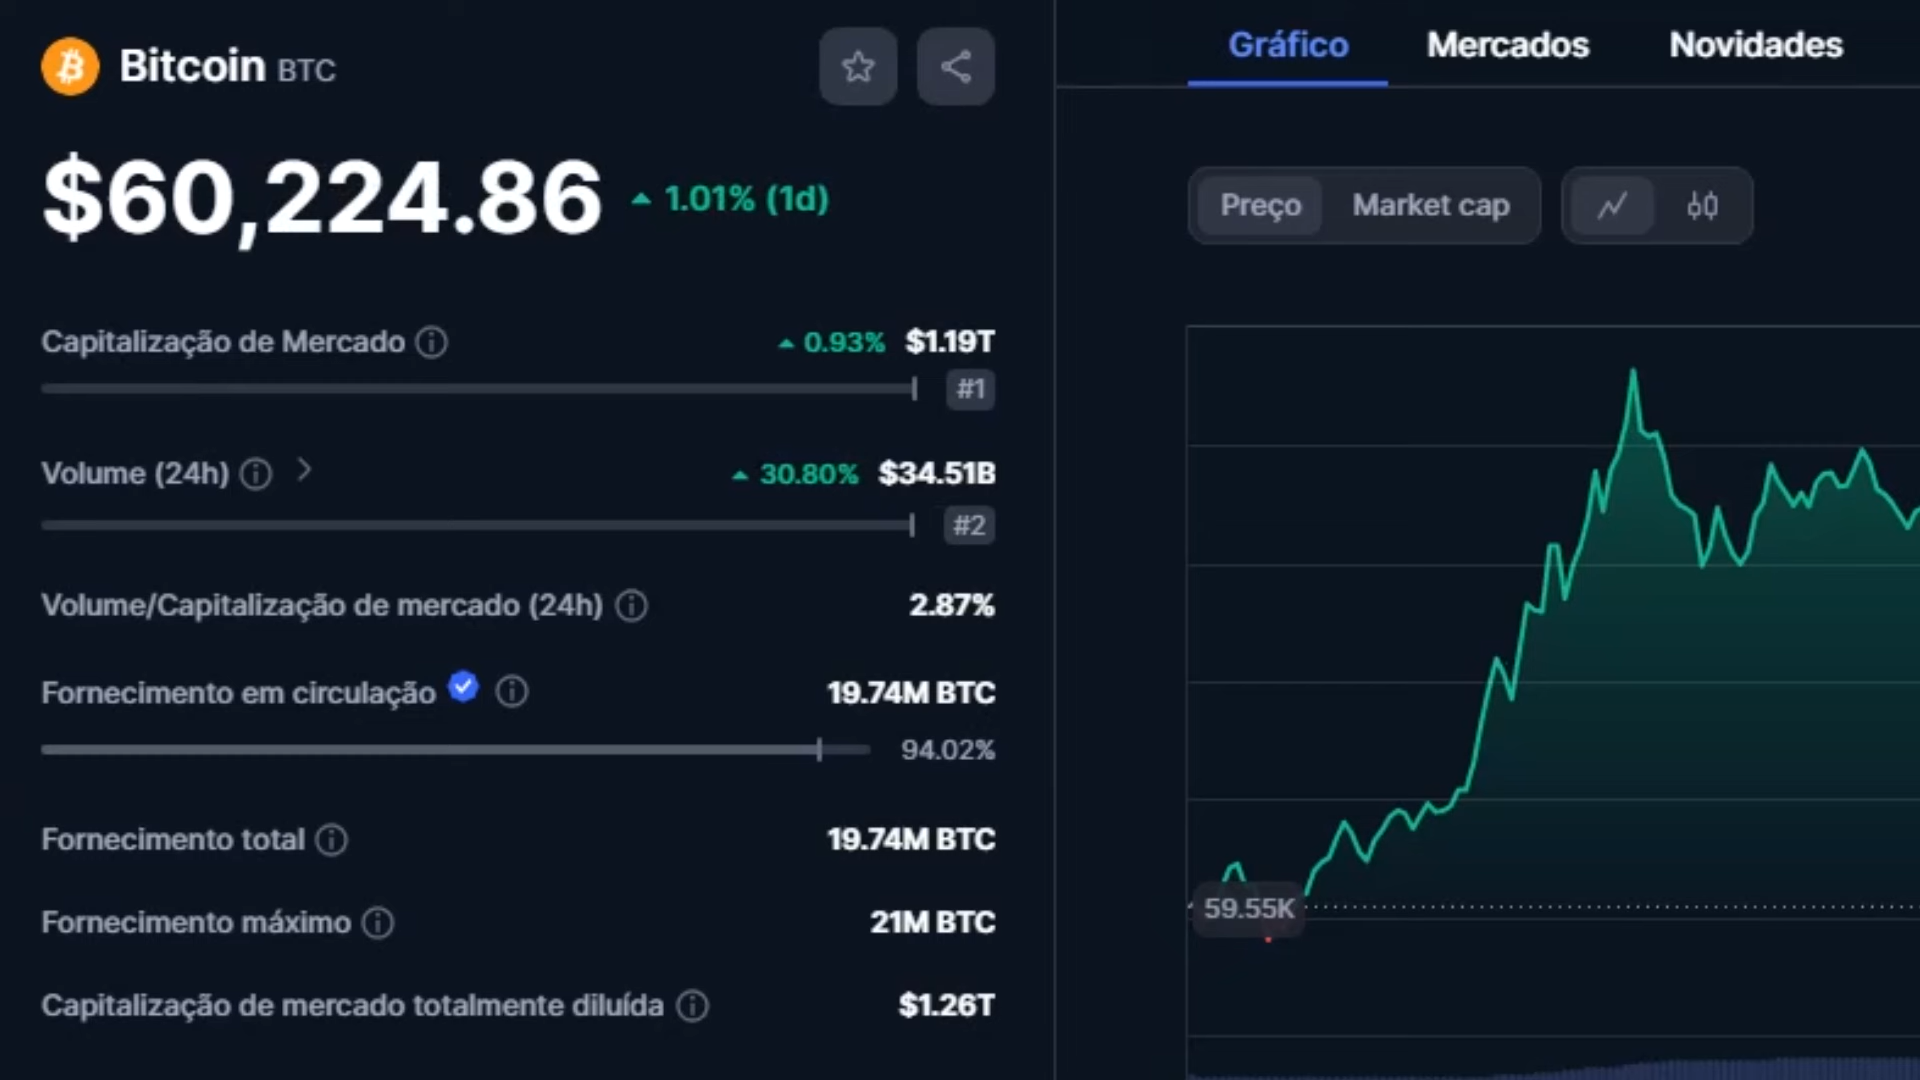 Bitcoin BTC
$60,224.86 1.01% (1d)
Capitalização de Mercado 0.93% $1.19T
#1
Volume (24h) 30.80% $34.51B
#2
Volume/Capitalização de mercado (24h) 2.87%
Fornecimento em circulação 19.74M BTC
94.02%
Fornecimento total 19.74M BTC
Fornecimento máximo 21M BTC
Capitalização de mercado totalmente diluída $1.26T
Gráfico Mercados Novidades
Preço Market cap
59.55K